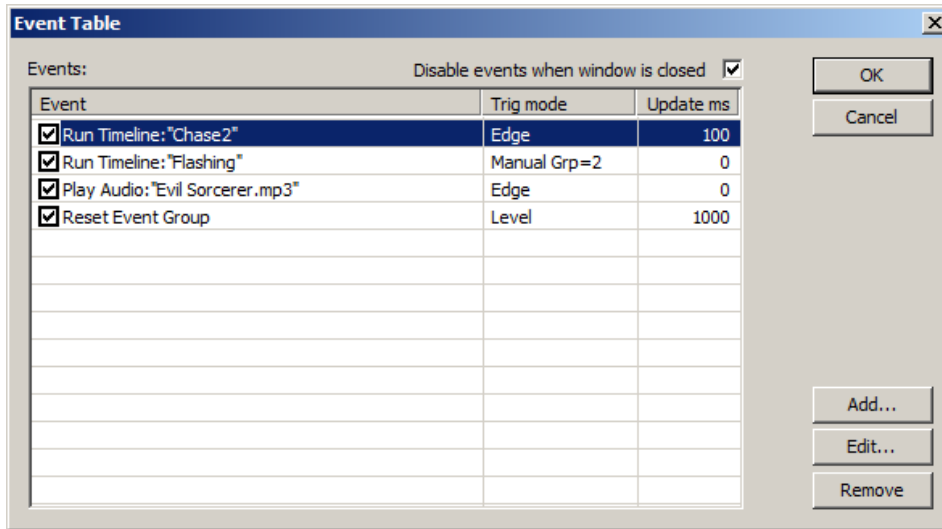 Event Table
Events: Disable events when window is closed
OK
Event Trig mode Update ms
Cancel
Run Timeline:"Chase2" Edge 100
Run Timeline:"Flashing" Manual Grp=2 0
Play Audio:"Evil Sorcerer.mp3" Edge 0
Reset Event Group Level 1000
Add...
Edit...
Remove